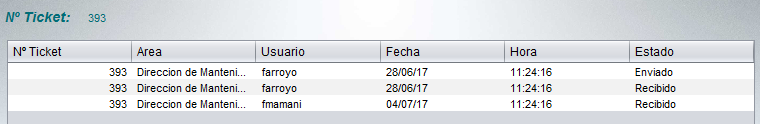 Nº Ticket: 393
Nº Ticket Area Usuario Fecha Hora Estado
393 Direccion de Manteni... farroyo 28/06/17 11:24:16 Enviado
393 Direccion de Manteni... farroyo 28/06/17 11:24:16 Recibido
393 Direccion de Manteni... fmamani 04/07/17 11:24:16 Recibido